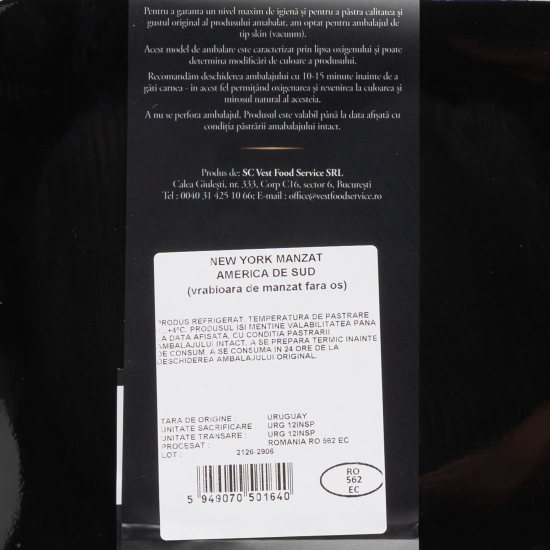 Pentru a garanta un nivel maxim de igienă și pentru a păstra calitatea și
gustul original al produsului amabalat, am optat pentru ambalajul de
tip skin (vacuum).
Acest model de ambalare este caracterizat prin lipsa oxigenului și poate
determina modificări de culoare a produsului.
Recomandăm deschiderea ambalajului cu 10-15 minute inainte de a
găti carnea - in acest fel permițând oxigenarea și revenirea la culoarea și
mirosul natural al acesteia.
A nu se perfora ambalajul. Produsul este valabil până la data afișată cu
condiția păstrării amabalajului intact.
Produs de: SC Vest Food Service SRL
Calea Giulești, nr. 333, Corp C16, sector 6, București
Tel : 0040 31 425 10 66; E-mail : office@vestfoodservice.ro
NEW YORK MANZAT
AMERICA DE SUD
(vrabioara de manzat fara os)
PRODUS REFRIGERAT. TEMPERATURA DE PASTRARE
+4°C. PRODUSUL ISI MENTINE VALABILITATEA PANA
LA DATA AFISATA, CU CONDITIA PASTRARII
AMBALAJULUI INTACT. A SE PREPARA TERMIC INAINTE
DE CONSUM. A SE CONSUMA IN 24 ORE DE LA
DESCHIDEREA AMBALAJULUI ORIGINAL.
TARA DE ORIGINE : URUGUAY
UNITATE SACRIFICARE : URG 12INSP
UNITATE TRANSARE : URG 12INSP
PROCESAT : ROMANIA RO 562 EC
LOT : 2126-2906
5 949070 501640
RO
562
EC